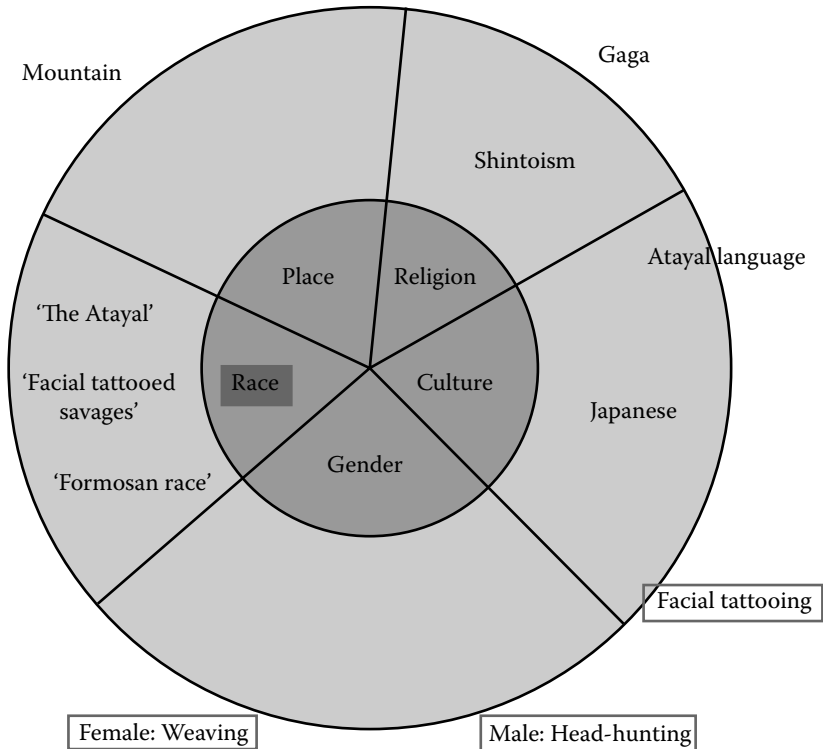 Gaga
Mountain
Shintoism
Atayal language
Place
Religion
‘The Atayal’
Race
Culture
‘Facial tattooed
savages’
Japanese
Gender
‘Formosan race’
Facial tattooing
Female: Weaving
Male: Head-hunting